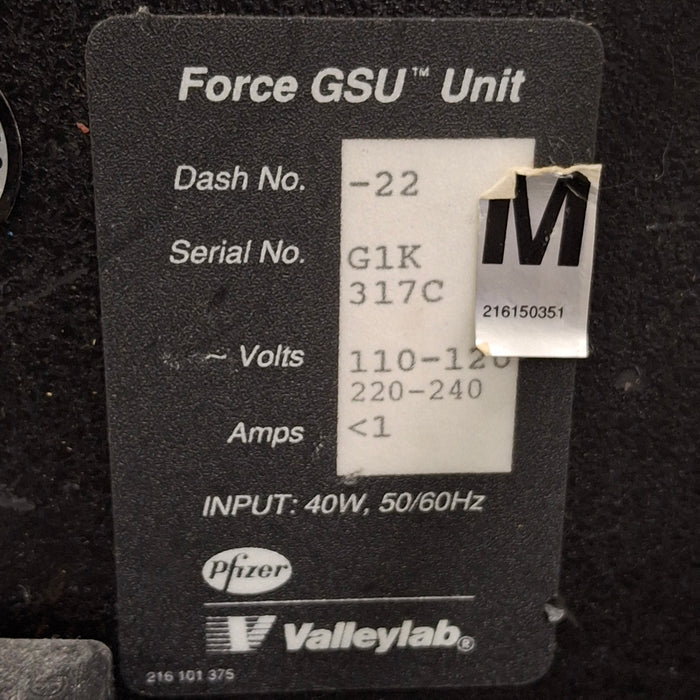 Force GSU™ Unit
Dash No. -22
M
Serial No. G1K
317C
216150351
~ Volts 110-120
220-240
Amps <1
INPUT: 40W, 50/60Hz
Pfizer
V Valleylab®
216 101 375